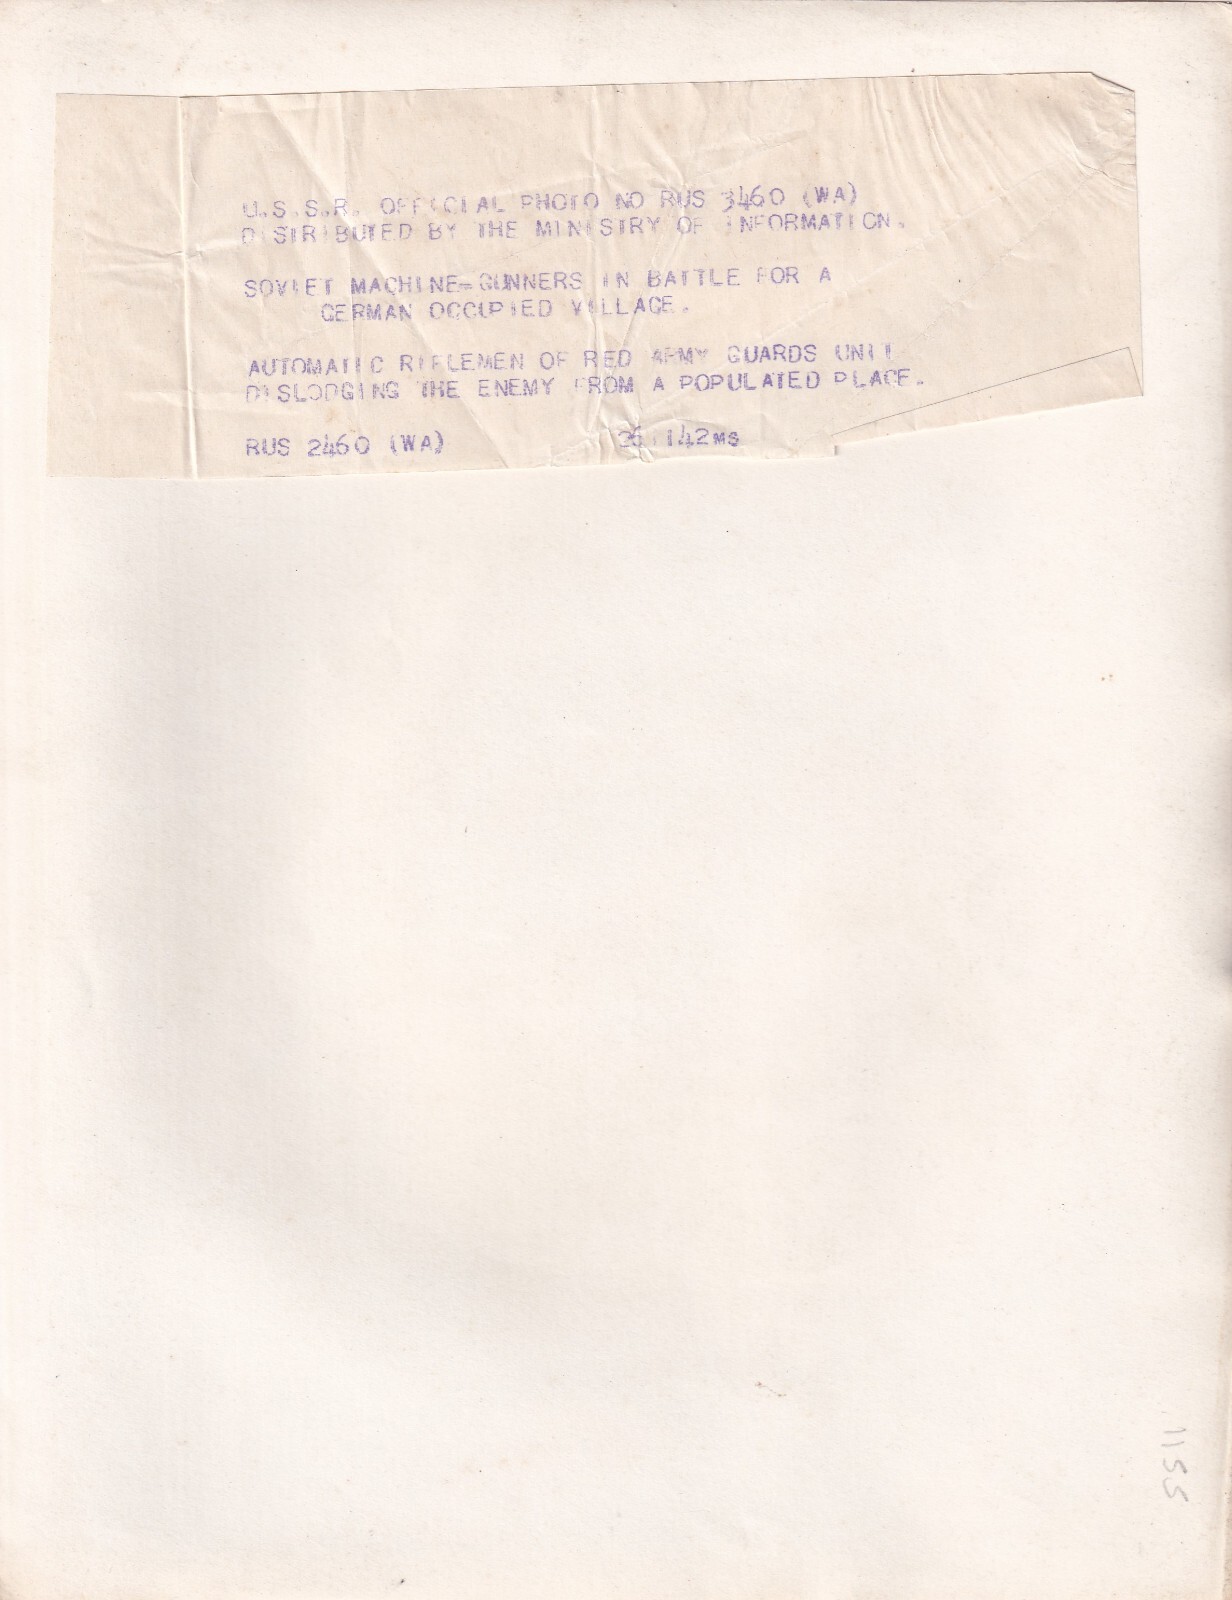 U.S.S.R. OFFICIAL PHOTO NO RUS 3460 (WA)
DISTRIBUTED BY THE MINISTRY OF INFORMATION.
SOVIET MACHINE=GUNNERS IN BATTLE FOR A
GERMAN OCCUPIED VILLAGE.
AUTOMATIC RIFLEMEN OF RED ARMY GUARDS UNIT
DISLODGING THE ENEMY FROM A POPULATED PLACE.
RUS 2460 (WA)
1155